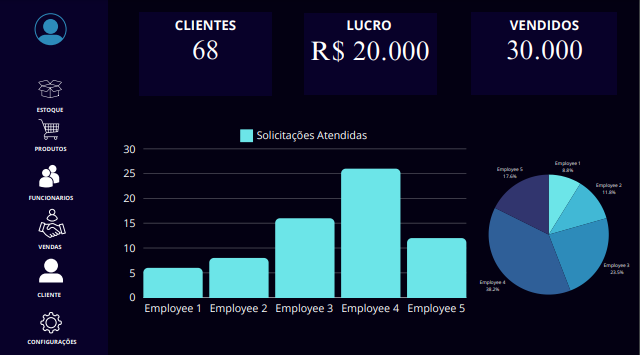 ESTOQUE
PRODUTOS
FUNCIONARIOS
VENDAS
CLIENTE
CONFIGURAÇÕES
CLIENTES
68
LUCRO
R$ 20.000
VENDIDOS
30.000
Solicitações Atendidas
30
25
20
15
10
5
0
Employee 1
Employee 2
Employee 3
Employee 4
Employee 5
Employee 1
8.8%
Employee 2
11.8%
Employee 3
23.5%
Employee 4
38.2%
Employee 5
17.6%